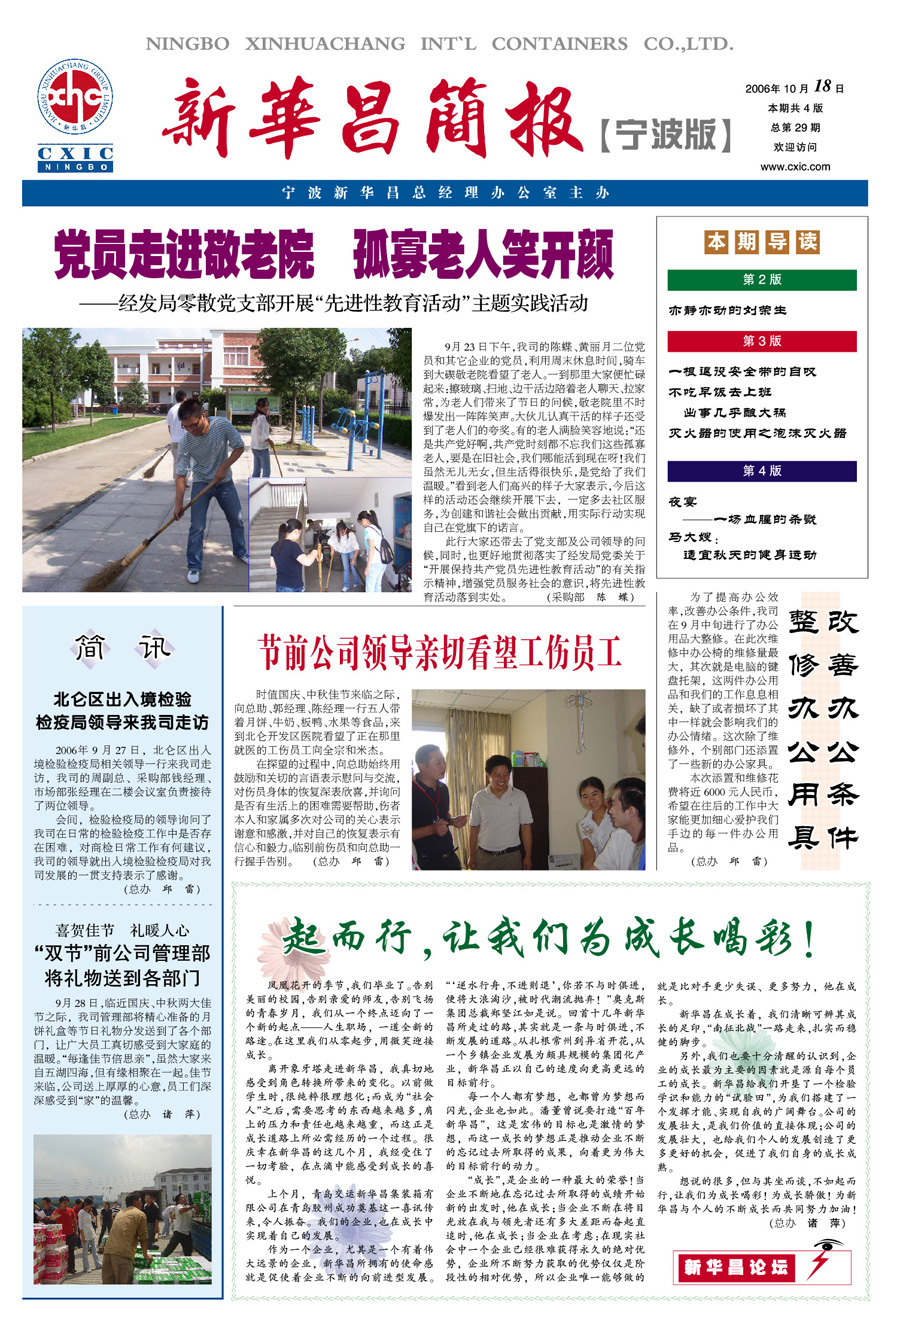 NINGBO XINHUACHANG INT`L CONTAINERS CO.,LTD.
JIANGSU XINHUACHANG GROUP LIMITED
xhc
·新华昌·
CXIC
NINGBO
新華昌簡报【宁波版】
2006年 10 月 18 日
本期共 4 版
总第 29 期
欢迎访问
www.cxic.com
宁波新华昌总经理办公室主办
党员走进敬老院 孤寡老人笑开颜
——经发局零散党支部开展“先进性教育活动”主题实践活动
9月23日下午,我司的陈蝶、黄丽月二位党
员和其它企业的党员,利用周末休息时间,骑车
到大碶敬老院看望了老人。一到那里大家便忙碌
起来:擦玻璃、扫地、边干活边陪着老人聊天、拉家
常,为老人们带来了节日的问候,敬老院里不时
爆发出一阵阵笑声。大伙儿认真干活的样子还受
到了老人们的夸奖。有的老人满脸笑容地说:“还
是共产党好啊,共产党时刻都不忘我们这些孤寡
老人,要是在旧社会,我们哪能活到现在呀!我们
虽然无儿无女,但生活得很快乐,是党给了我们
温暖。”看到老人们高兴的样子大家表示,今后这
样的活动还会继续开展下去，一定多去社区服
务,为创建和谐社会做出贡献,用实际行动实现
自己在党旗下的诺言。
此行大家还带去了党支部及公司领导的问
候,同时,也更好地贯彻落实了经发局党委关于
“开展保持共产党员先进性教育活动”的有关指
示精神,增强党员服务社会的意识,将先进性教
育活动落到实处。 (采购部 陈 蝶)
本期导读
第 2 版
亦静亦动的刘荣生
第 3 版
一根退役安全带的自叹
不吃早饭去上班
出事几乎酿大祸
灭火器的使用之泡沫灭火器
第 4 版
夜宴
——一场血腥的杀戮
马大嫂:
适宜秋天的健身运动
简讯
北仑区出入境检验
检疫局领导来我司走访
2006年9月27日，北仑区出入
境检验检疫局相关领导一行来我司走
访，我司的周副总、采购部钱经理、
市场部张经理在二楼会议室负责接待
了两位领导。
会间，检验检疫局的领导询问了
我司在日常的检验检疫工作中是否存
在困难，对商检日常工作有何建议，
我司的领导就出入境检验检疫局对我
司发展的一贯支持表示了感谢。
(总办 邱 雷)
喜贺佳节 礼暖人心
“双节”前公司管理部
将礼物送到各部门
9月28日,临近国庆、中秋两大佳
节之际，我司管理部将精心准备的月
饼礼盒等节日礼物分发送到了各个部
门，让广大员工真切感受到大家庭的
温暖。“每逢佳节倍思亲”,虽然大家来
自五湖四海,但有缘相聚在一起。佳节
来临,公司送上厚厚的心意,员工们深
深感受到“家”的温馨。
(总办 诸 萍)
节前公司领导亲切看望工伤员工
时值国庆、中秋佳节来临之际,
向总助、郭经理、陈经理一行五人带
着月饼、牛奶、板鸭、水果等食品,来
到北仑开发区医院看望了正在那里
就医的工伤员工向全宗和米杰。
在探望的过程中,向总助始终用
鼓励和关切的言语表示慰问与交流,
对伤员身体的恢复深表欣喜,并询问
是否有生活上的困难需要帮助,伤者
本人和家属多次对公司的关心表示
谢意和感激,并对自己的恢复表示有
信心和毅力。临别前伤员和向总助一
行握手告别。 (总办 邱 雷)
改善办公条件
整修办公用具
为了提高办公效
率,改善办公条件,我司
在9月中旬进行了办公
用品大整修。在此次维
修中办公椅的维修量最
大，其次就是电脑的键
盘托架，这两件办公用
品和我们的工作息息相
关，缺了或者损坏了其
中一样就会影响我们的
办公情绪。这次除了维
修外，个别部门还添置
了一些新的办公家具。
本次添置和维修花
费将近6000元人民币，
希望在往后的工作中大
家能更加细心爱护我们
手边的每一件办公用
品。
(总办 邱 雷)
起而行,让我们为成长喝彩!
凤凰花开的季节,我们毕业了。告别
美丽的校园,告别亲爱的师友,告别飞扬
的青春岁月，我们从一个终点迈向了一
个新的起点——人生职场，一道全新的
路途。在这里我们从零起步,用微笑迎接
成长。
离开象牙塔走进新华昌，我真切地
感受到角色转换所带来的变化。以前做
学生时,很纯粹很理想化;而成为“社会
人”之后,需要思考的东西越来越多,肩
上的压力和责任也越来越重，而这正是
成长道路上所必需经历的一个过程。很
庆幸在新华昌的这几个月，我经受住了
一切考验，在点滴中能感受到成长的喜
悦。
上个月，青岛交运新华昌集装箱有
限公司在青岛胶州成功奠基这一喜讯传
来,令人振奋。我们的企业,也在成长中
实现着自己的发展。
作为一个企业，尤其是一个有着伟
大远景的企业，新华昌所拥有的使命感
就是促使着企业不断的向前进型发展。
“‘逆水行舟,不进则退’,你若不与时俱进,
便将大浪淘沙,被时代潮流抛弃！”奥克斯
集团总裁郑坚江如是说。回首十几年新华
昌所走过的路,其实就是一条与时俱进,不
断发展的道路。从扎根常州到异省开花,从
一个乡镇企业发展为颇具规模的集团化产
业，新华昌正以自己的速度向更高更远的
目标前行。
每一个人都有梦想，也都曾为梦想而
闪光,企业也如此。潘董曾说要打造“百年
新华昌”，这是宏伟的目标也是激情的梦
想，而这一成长的梦想正是推动企业不断
的忘记过去所取得的成果，向着更为伟大
的目标前行的动力。
“成长”,是企业的一种最大的荣誉!当
企业不断地在忘记过去所取得的成绩开始
新的出发时,他在成长;当企业不断在将目
光放在我与领先者还有多大差距而奋起直
追时,他在成长;当企业在考虑:在现实社
会中一个企业已经很难获得永久的绝对优
势，企业所不断努力获取的优势仅仅是阶
段性的相对优势，所以企业唯一能够做的
就是比对手更少失误、更多努力，他在成
长。
新华昌在成长着，我们清晰可辨其成
长的足印,“南征北战”一路走来,扎实而稳
健的脚步。
另外,我们也要十分清醒的认识到,企
业的成长最为主要的因素就是源自每个员
工的成长。新华昌给我们开垦了一个检验
学识和能力的“试验田”,为我们搭建了一
个发挥才能、实现自我的广阔舞台。公司的
发展壮大,是我们价值的直接体现;公司的
发展壮大，也给我们个人的发展创造了更
多更好的机会，促进了我们自身的成长成
熟。
想说的很多,但与其坐而谈,不如起而
行,让我们为成长喝彩!为成长骄傲!为新
华昌与个人的不断成长而共同努力加油!
(总办 诸 萍)
新华昌论坛